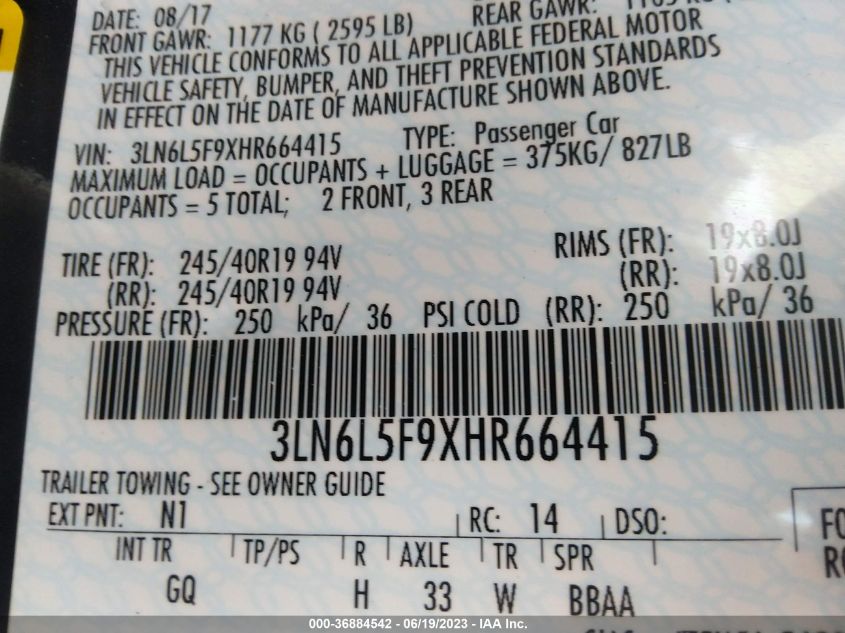 DATE: 08/17
FRONT GAWR: 1177 KG ( 2595 LB) REAR GAWR:
THIS VEHICLE CONFORMS TO ALL APPLICABLE FEDERAL MOTOR
VEHICLE SAFETY, BUMPER, AND THEFT PREVENTION STANDARDS
IN EFFECT ON THE DATE OF MANUFACTURE SHOWN ABOVE.
VIN: 3LN6L5F9XHR664415 TYPE: Passenger Car
MAXIMUM LOAD = OCCUPANTS + LUGGAGE = 375KG/ 827LB
OCCUPANTS = 5 TOTAL; 2 FRONT, 3 REAR
TIRE (FR): 245/40R19 94V RIMS (FR): 19x8.0J
(RR): 245/40R19 94V (RR): 19x8.0J
PRESSURE (FR): 250 kPa/ 36 PSI COLD (RR): 250 kPa/ 36
3LN6L5F9XHR664415
TRAILER TOWING - SEE OWNER GUIDE
EXT PNT: N1 RC: 14 DSO:
INT TR TP/PS R AXLE TR SPR
GQ H 33 W BBAA
000-36884542 - 06/19/2023 - IAA Inc.